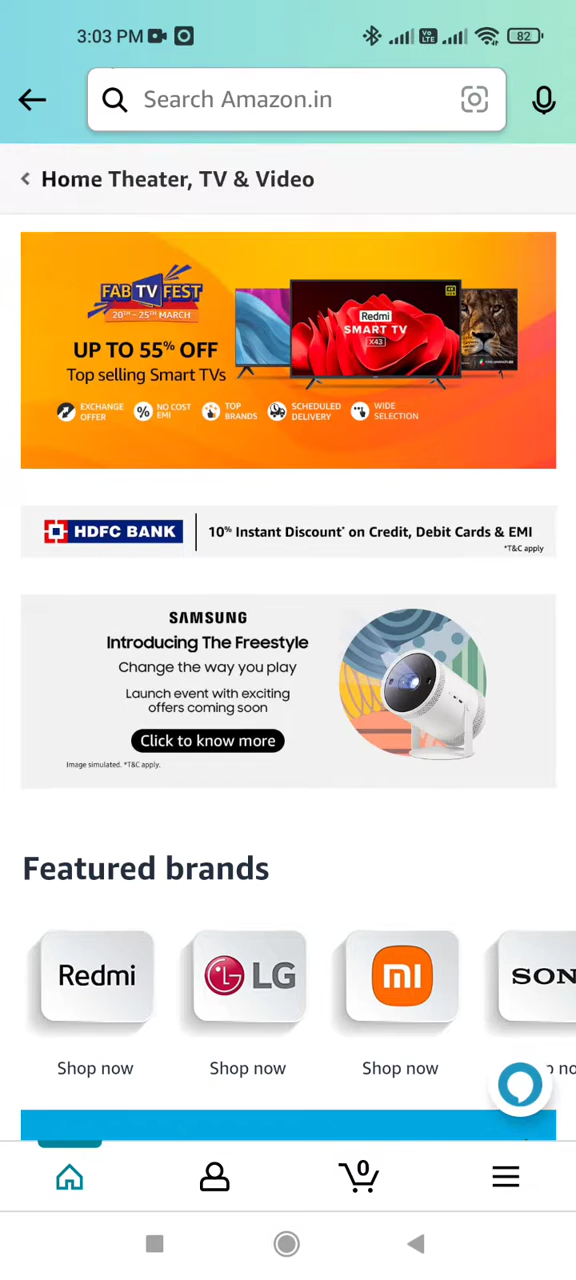 3:03 PM
Vo LTE
82
Search Amazon.in
Home Theater, TV & Video
FAB TV FEST
20TH – 25TH MARCH
UP TO 55% OFF
Top selling Smart TVs
Redmi
SMART TV
X43
EXCHANGE OFFER
NO COST EMI
TOP BRANDS
SCHEDULED DELIVERY
WIDE SELECTION
HDFC BANK
10% Instant Discount* on Credit, Debit Cards & EMI
*T&C apply
SAMSUNG
Introducing The Freestyle
Change the way you play
Launch event with exciting
offers coming soon
Click to know more
Image simulated. *T&C apply.
Featured brands
Redmi
LG
mi
SON
Shop now
Shop now
Shop now
p no
0